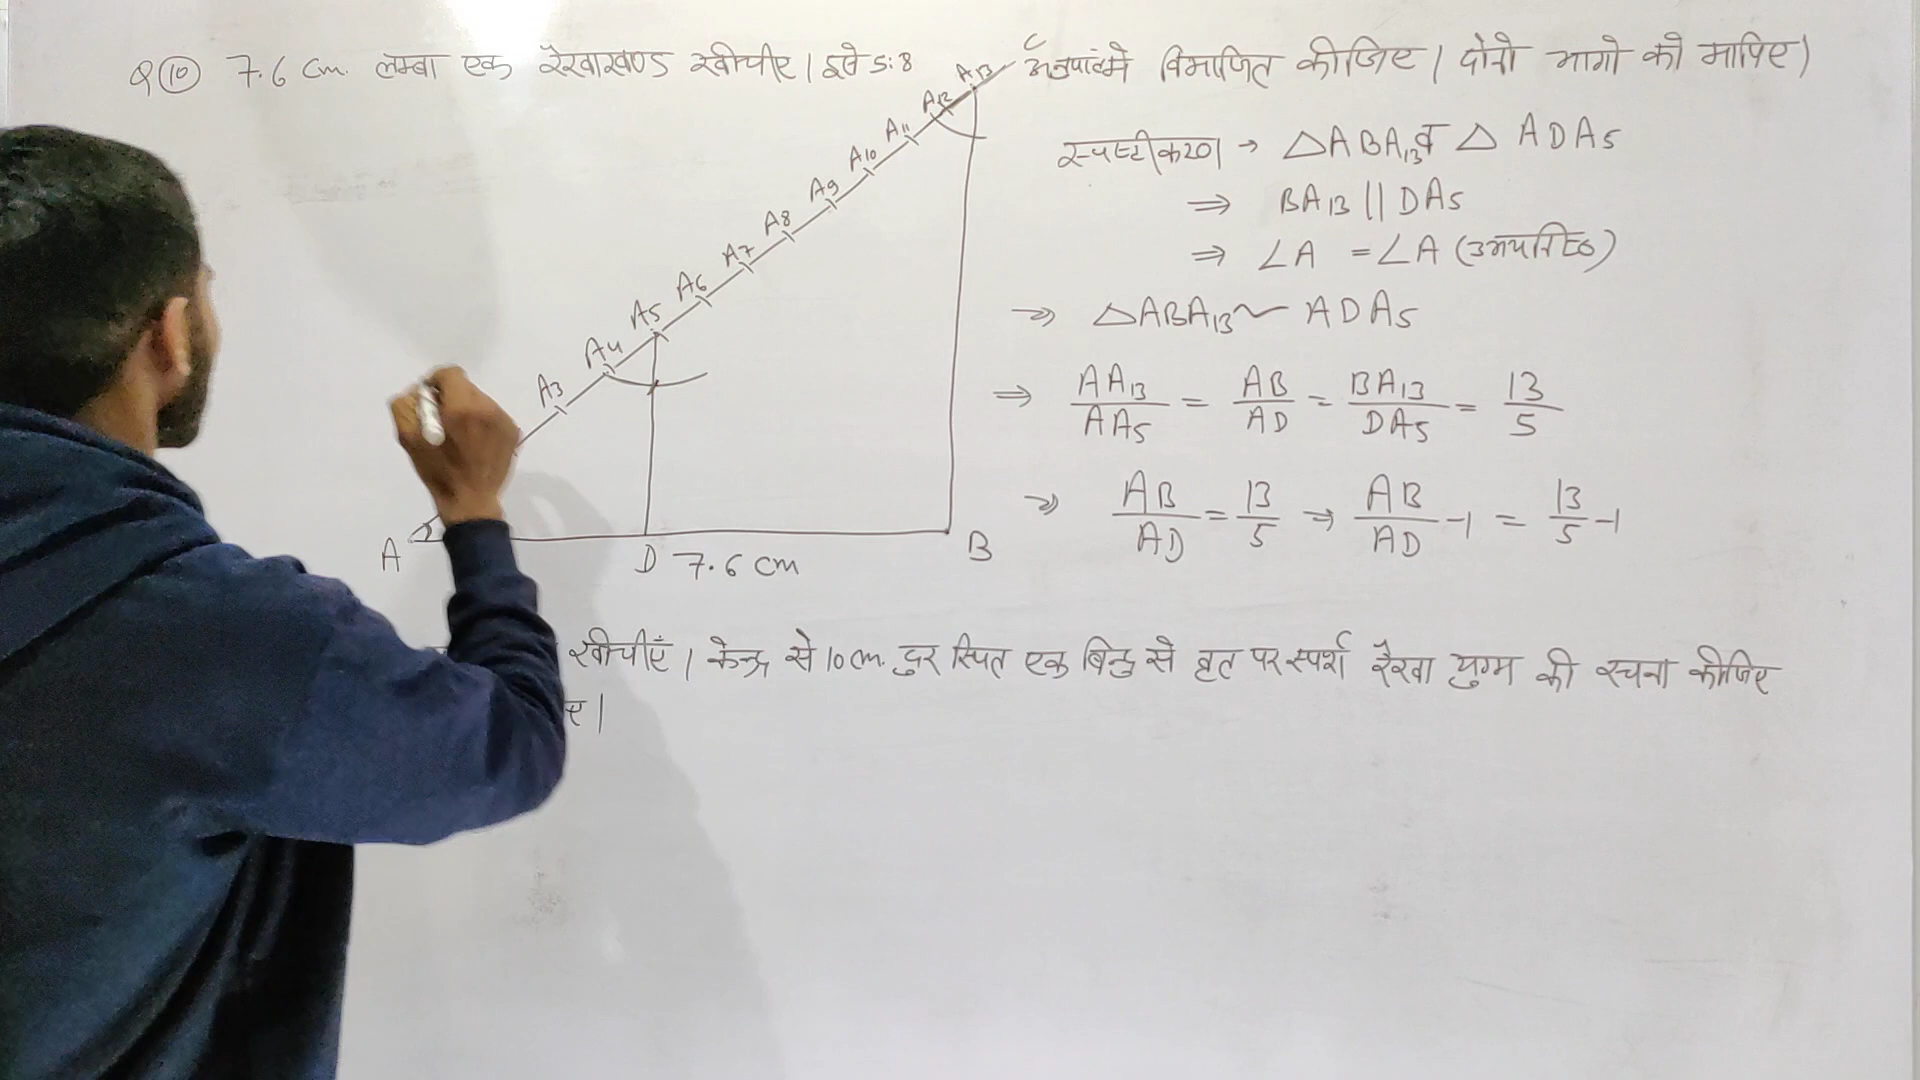 Q⑩ 7.6 cm. लम्बा एक रेखाखण्ड खीचीए। इसे 5:8 अनुपात मे विभाजित कीजिए। दोनो भागो को मापिए।
C
A13
A12
A11
A10
A9
A8
A7
A6
A5
A4
A3
A
D 7.6 cm
B
स्पष्टीकरण → △ABA13 व △ ADA5
⇒ BA13 || DA5
⇒ ∠A = ∠A (उभयनिष्ठ)
⇒ △ABA13 ~ ADA5
⇒ AA13/AA5 = AB/AD = BA13/DA5 = 13/5
⇒ AB/AD = 13/5 ⇒ AB/AD -1 = 13/5 -1
खीचीएँ। केन्द्र से 10 cm. दुर स्थित एक बिन्दु से वृत पर स्पर्श रेखा युग्म की रचना कीजिए
ए।